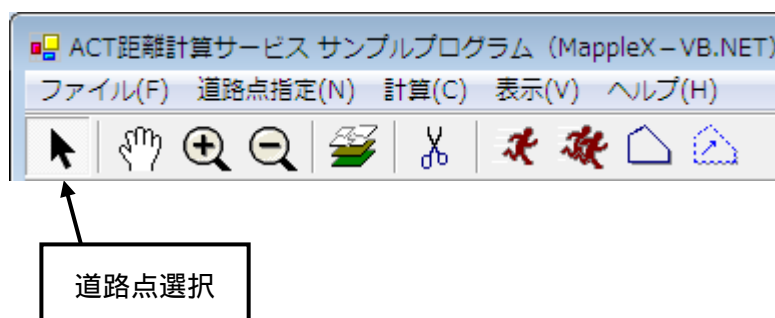 ACT距離計算サービス サンプルプログラム（MappleX－VB.NET）
ファイル(F) 道路点指定(N) 計算(C) 表示(V) ヘルプ(H)
道路点選択